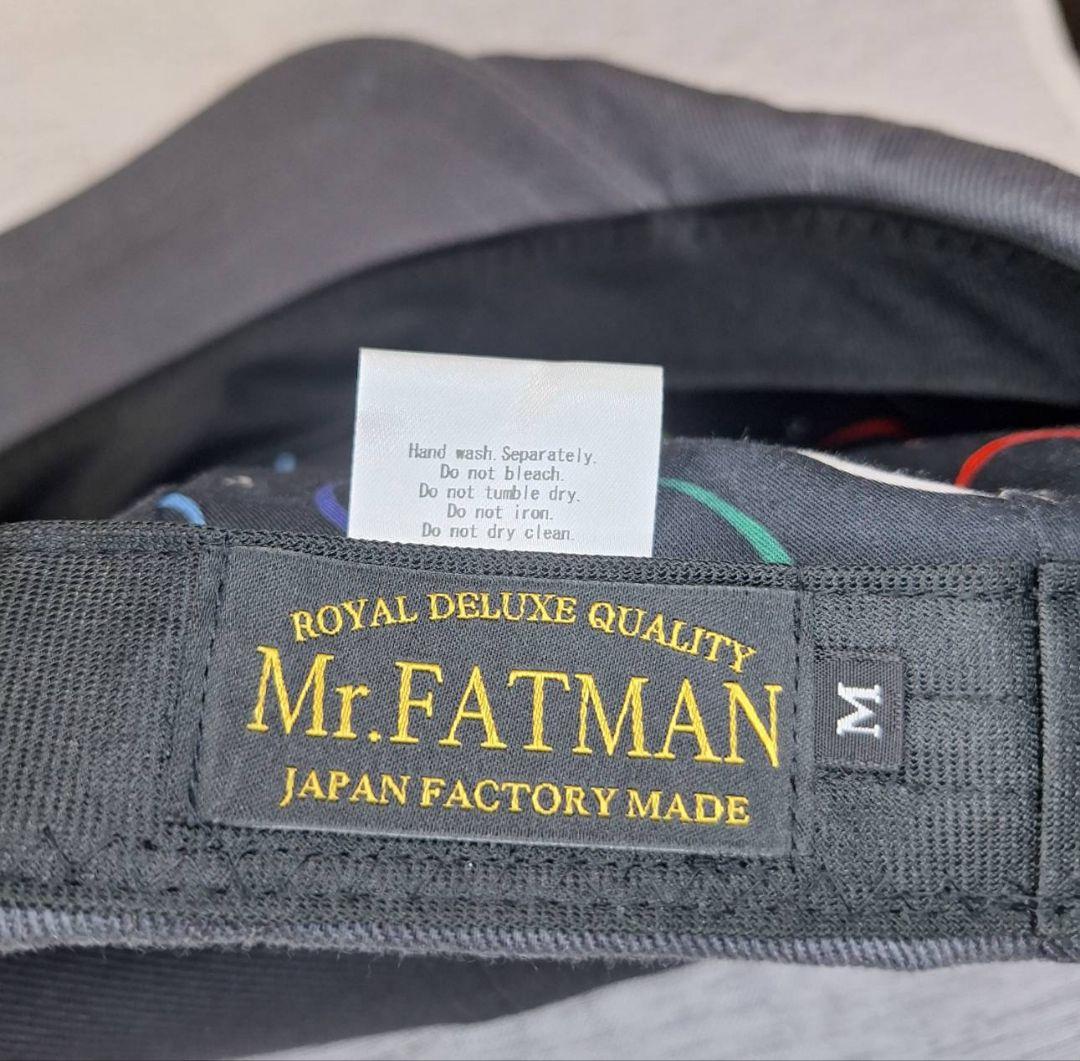 Hand wash. Separately.
Do not bleach.
Do not tumble dry.
Do not iron.
Do not dry clean.
ROYAL DELUXE QUALITY
Mr.FATMAN
JAPAN FACTORY MADE
M